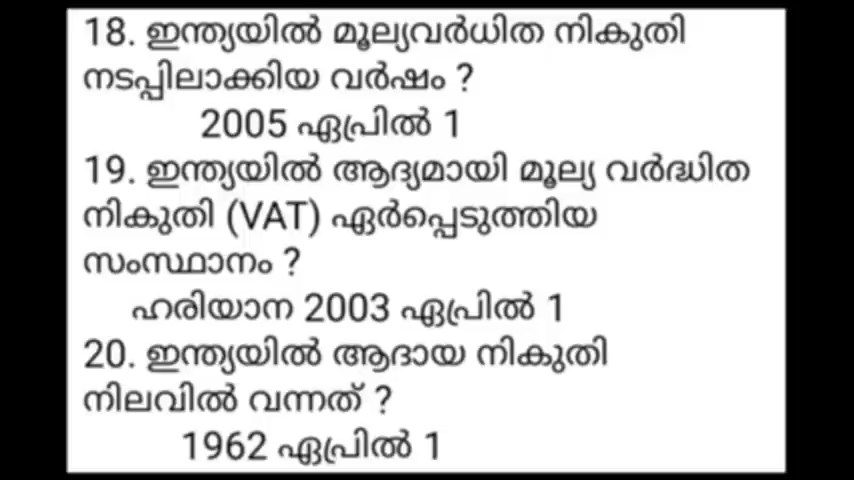 18. ഇന്ത്യയിൽ മൂല്യവർധിത നികുതി
നടപ്പിലാക്കിയ വർഷം ?
2005 ഏപ്രിൽ 1
19. ഇന്ത്യയിൽ ആദ്യമായി മൂല്യ വർദ്ധിത
നികുതി (VAT) ഏർപ്പെടുത്തിയ
സംസ്ഥാനം ?
ഹരിയാന 2003 ഏപ്രിൽ 1
20. ഇന്ത്യയിൽ ആദായ നികുതി
നിലവിൽ വന്നത് ?
1962 ഏപ്രിൽ 1